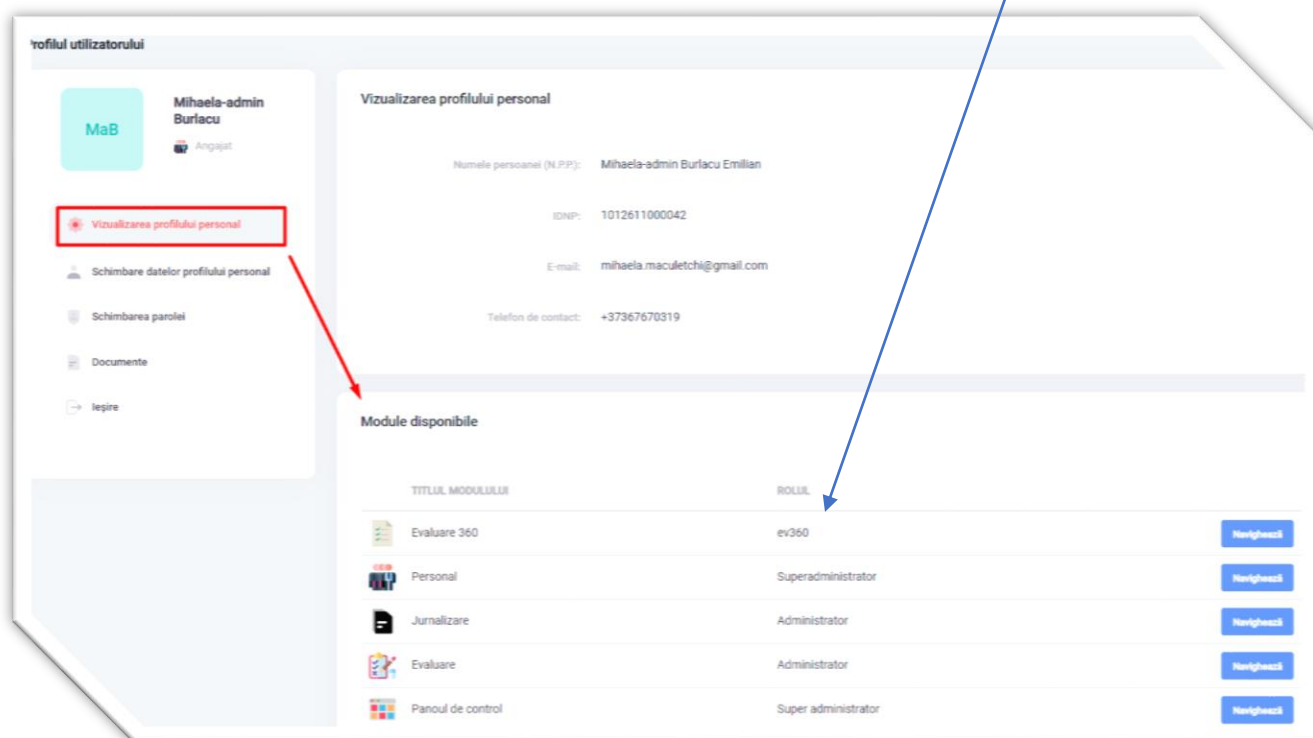 rofilul utilizatorului
MaB
Mihaela-admin
Burlacu
Angajat
Vizualizarea profilului personal
Schimbare datelor profilului personal
Schimbarea parolei
Documente
Ieșire
Vizualizarea profilului personal
Numele persoanei (N.P.P.): Mihaela-admin Burlacu Emilian
IDNP: 1012611000042
E-mail: mihaela.maculetchi@gmail.com
Telefon de contact: +37367670319
Module disponibile
TITLUL MODULULUI ROLUL
Evaluare 360 ev360 Navighează
Personal Superadministrator Navighează
Jurnalizare Administrator Navighează
Evaluare Administrator Navighează
Panoul de control Super administrator Navighează